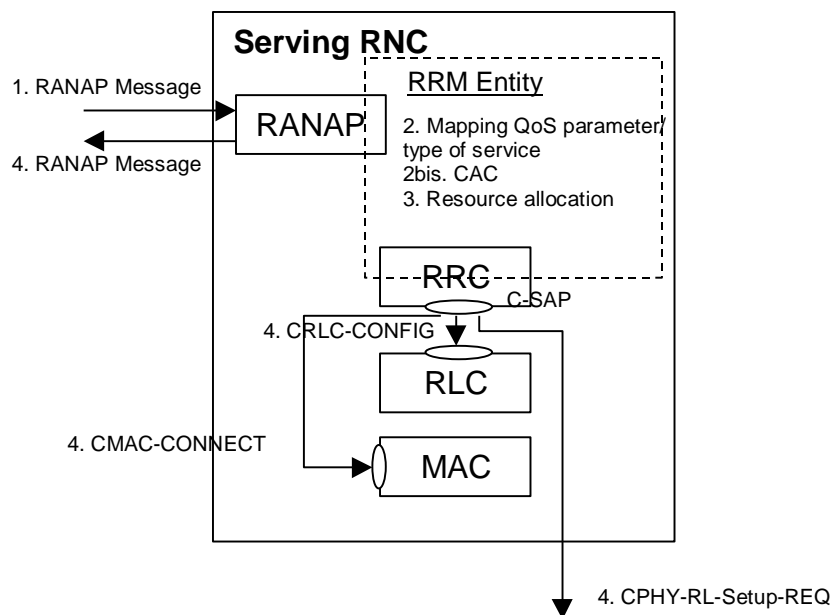 Serving RNC
RRM Entity
1. RANAP Message
RANAP
2. Mapping QoS parameter/
type of service
2bis. CAC
3. Resource allocation
4. RANAP Message
RRC
C-SAP
4. CRLC-CONFIG
RLC
4. CMAC-CONNECT
MAC
4. CPHY-RL-Setup-REQ